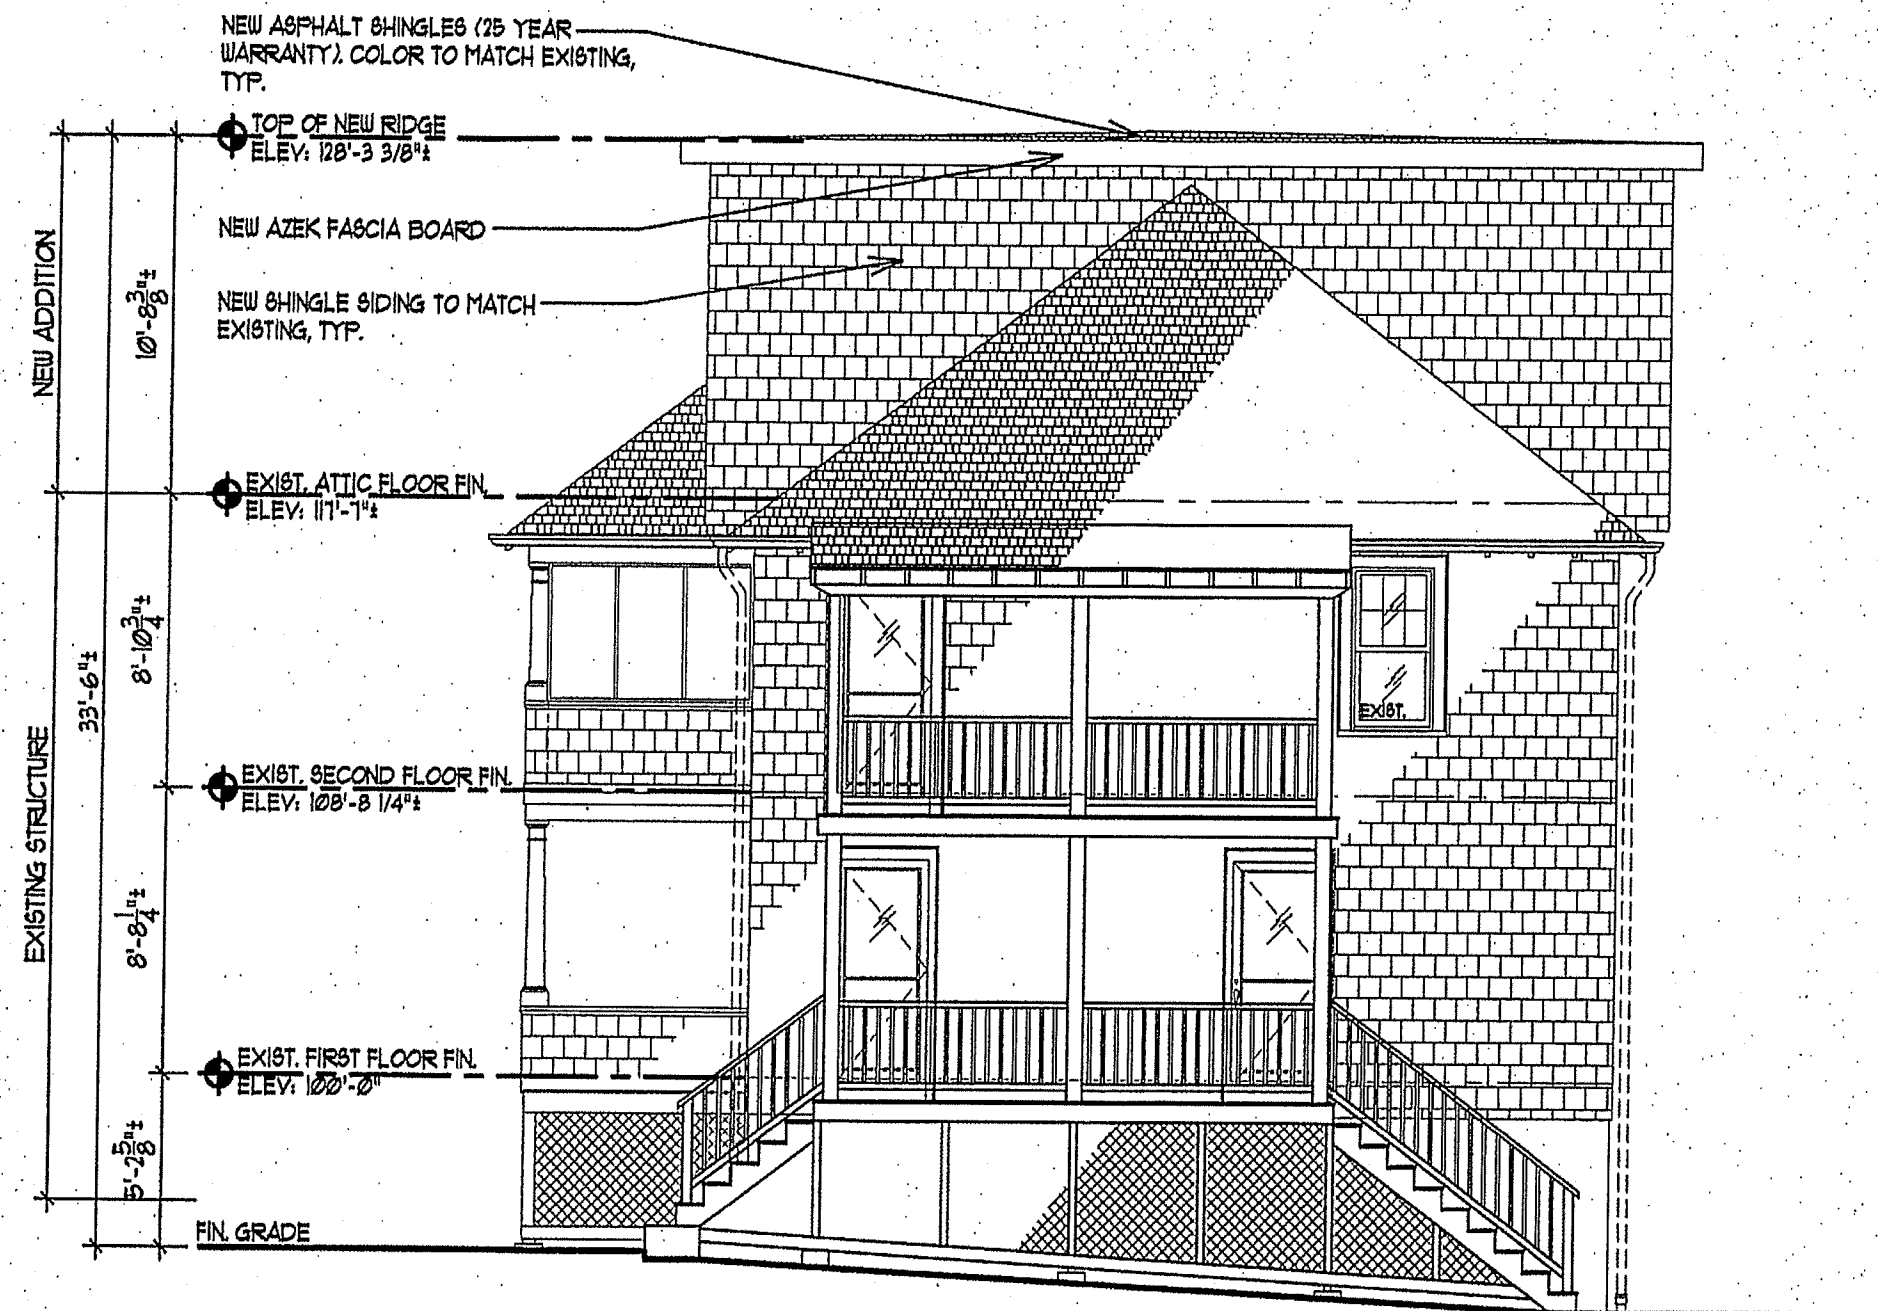 NEW ASPHALT SHINGLES (25 YEAR
WARRANTY). COLOR TO MATCH EXISTING,
TYP.
TOP OF NEW RIDGE
ELEV: 128'-3 3/8"±
NEW AZEK FASCIA BOARD
NEW SHINGLE SIDING TO MATCH
EXISTING, TYP.
NEW ADDITION
10'-8 3/8"±
EXIST. ATTIC FLOOR FIN.
ELEV: 117'-7"±
8'-10 3/4"±
33'-6"±
EXISTING STRUCTURE
EXIST.
EXIST. SECOND FLOOR FIN.
ELEV: 108'-8 1/4"±
8'-8 1/4"±
EXIST. FIRST FLOOR FIN.
ELEV: 100'-0"
5'-2 5/8"±
FIN. GRADE